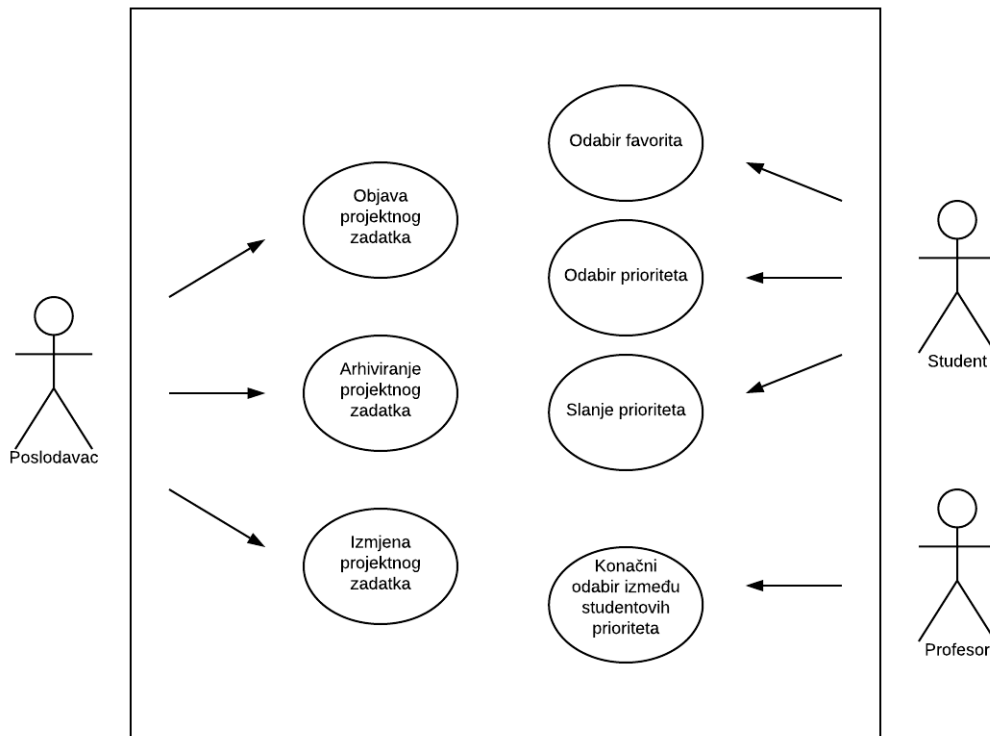 Poslodavac
Objava
projektnog
zadatka
Arhiviranje
projektnog
zadatka
Izmjena
projektnog
zadatka
Odabir favorita
Odabir prioriteta
Slanje prioriteta
Konačni
odabir između
studentovih
prioriteta
Student
Profesor